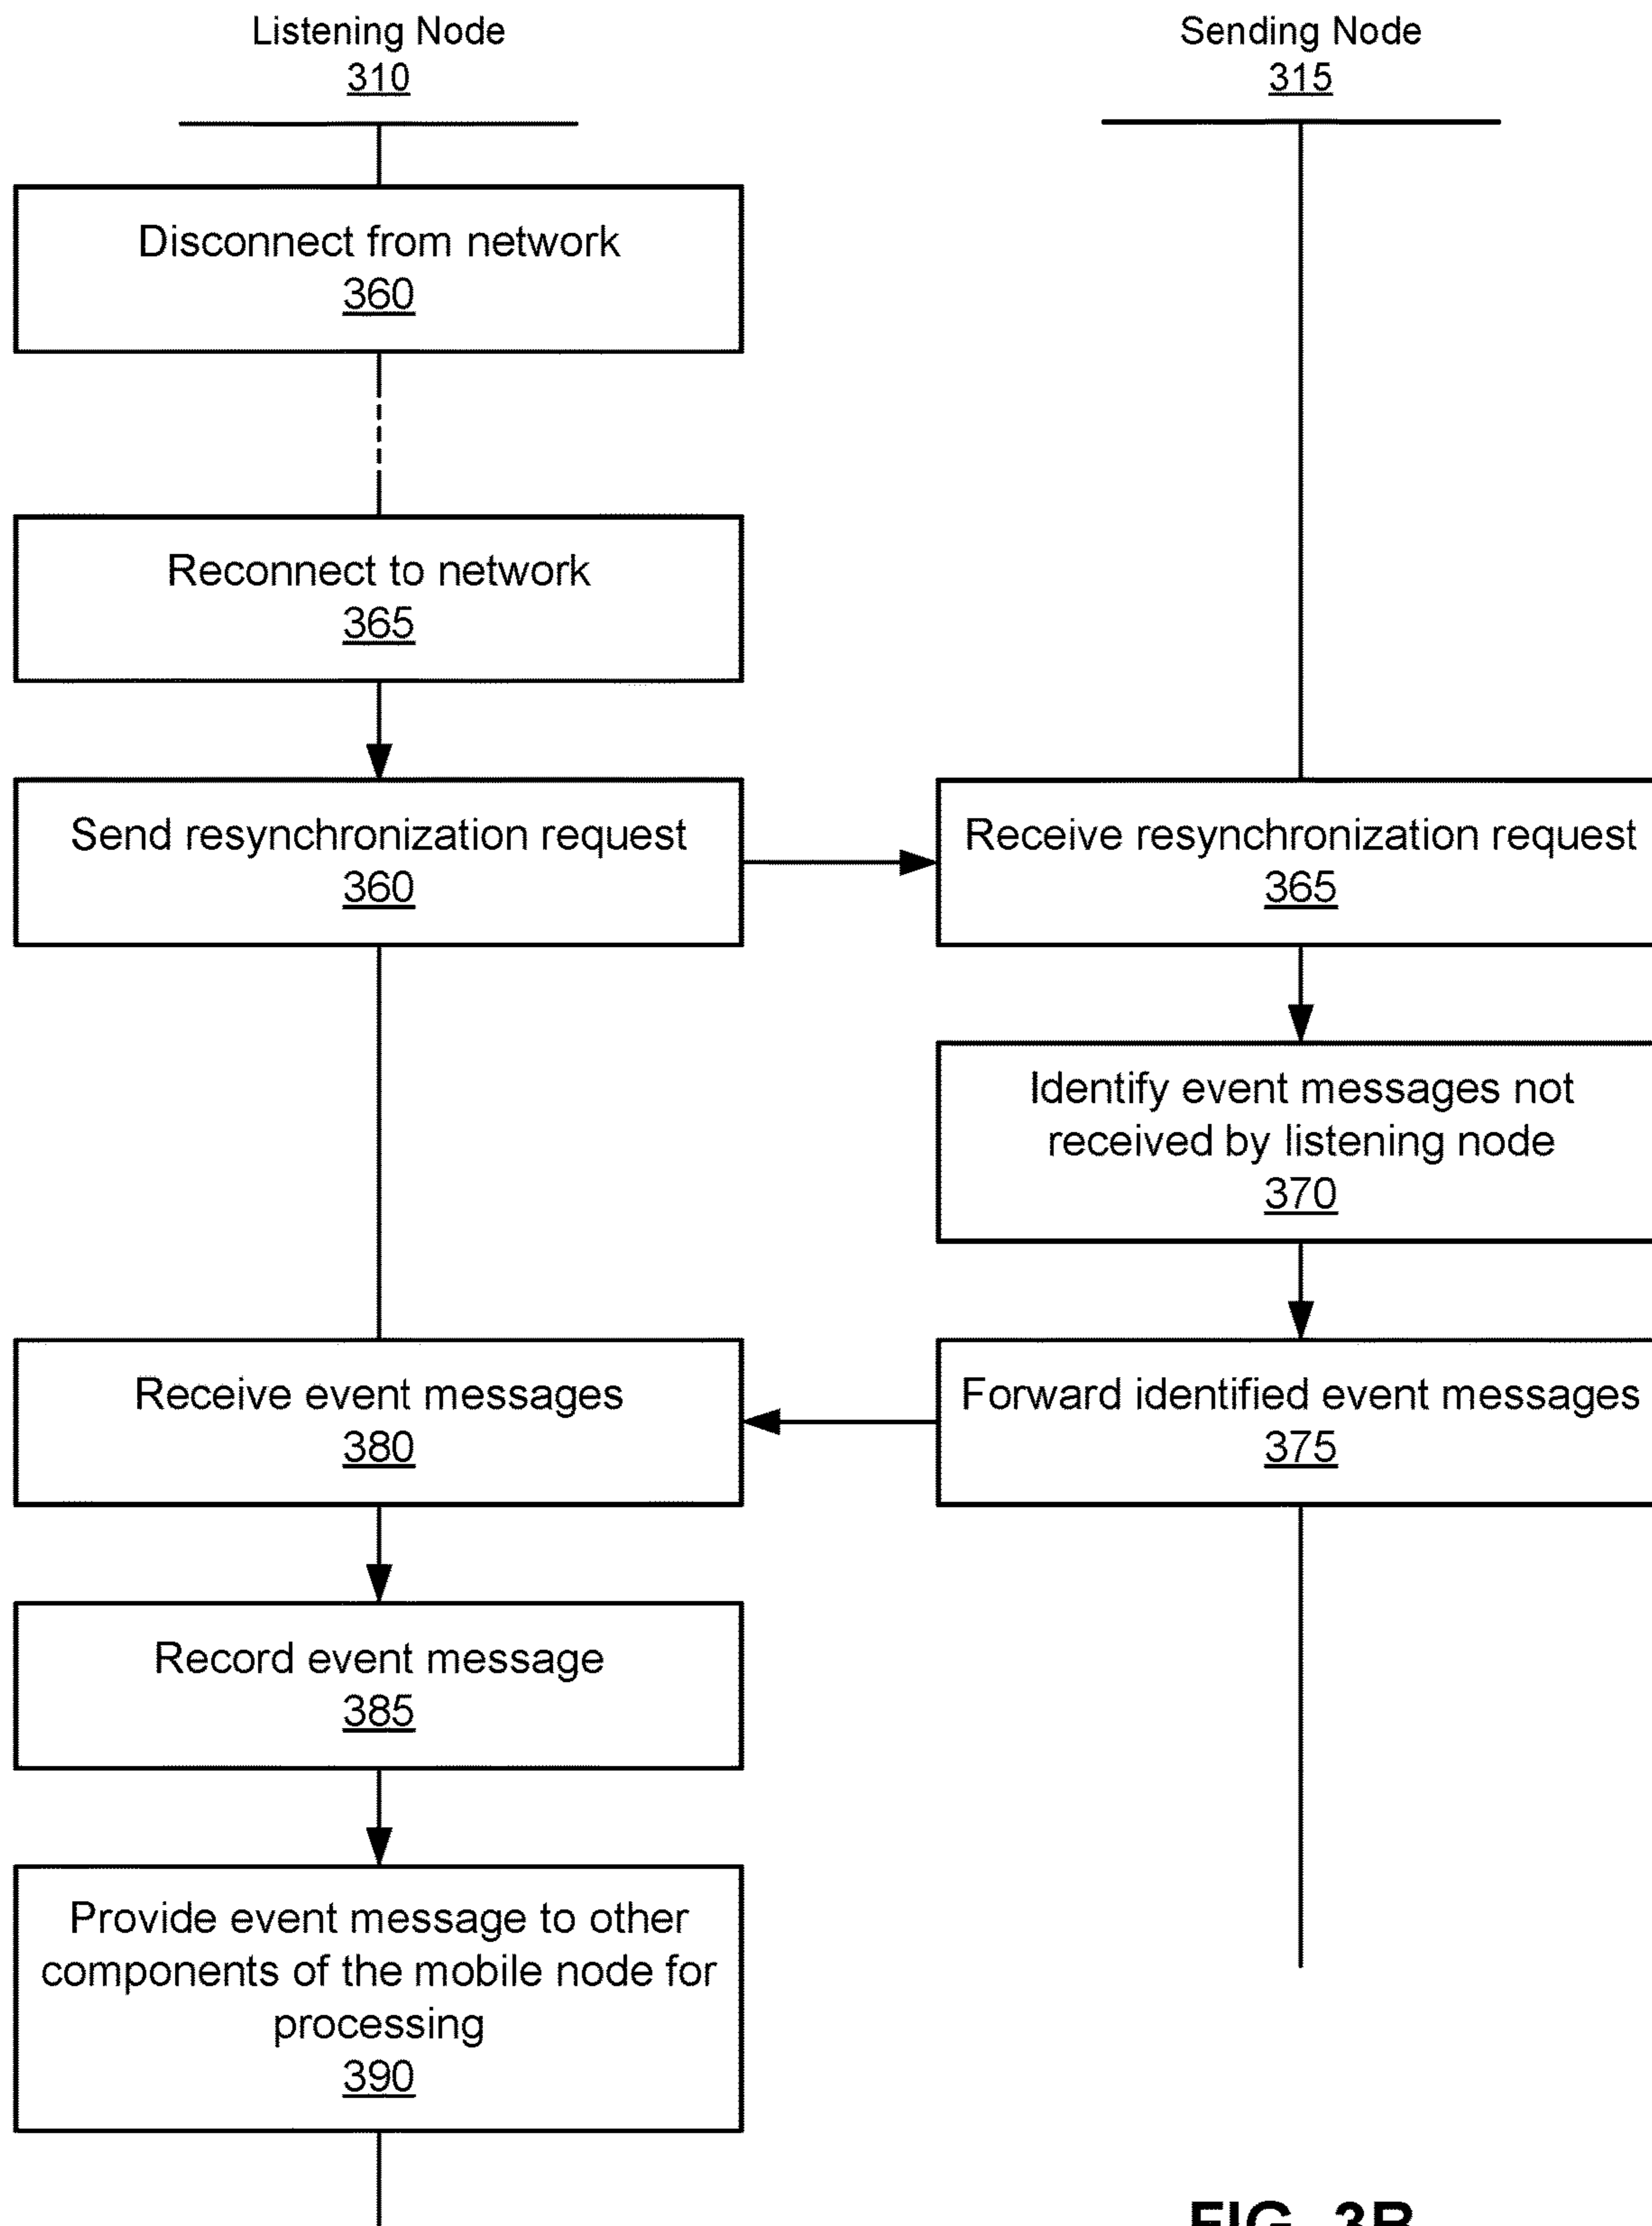 Listening Node
310
Sending Node
315
Disconnect from network
360
Reconnect to network
365
Send resynchronization request
360
Receive resynchronization request
365
Identify event messages not
received by listening node
370
Receive event messages
380
Forward identified event messages
375
Record event message
385
Provide event message to other
components of the mobile node for
processing
390
FIG. 3B